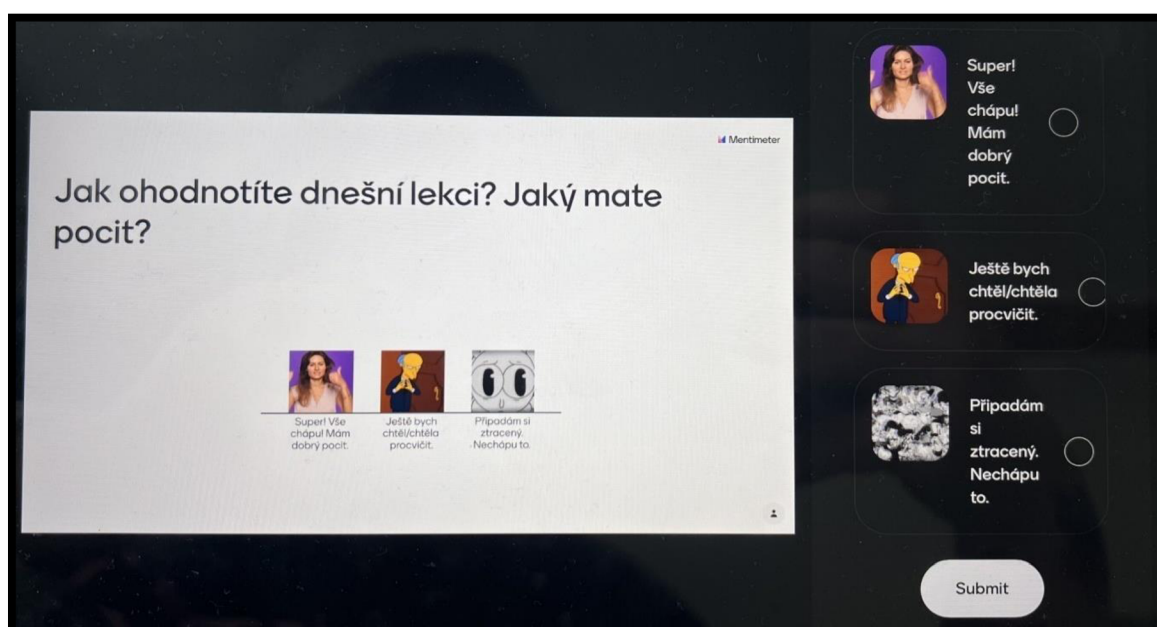 Mentimeter
Jak ohodnotíte dnešní lekci? Jaký mate
pocit?
Super! Vše
chápu! Mám
dobrý pocit.
Ještě bych
chtěl/chtěla
procvičit.
Připadám si
ztracený.
Nechápu to.
Super!
Vše
chápu!
Mám
dobrý
pocit.
Ještě bych
chtěl/chtěla
procvičit.
Připadám
si
ztracený.
Nechápu
to.
Submit